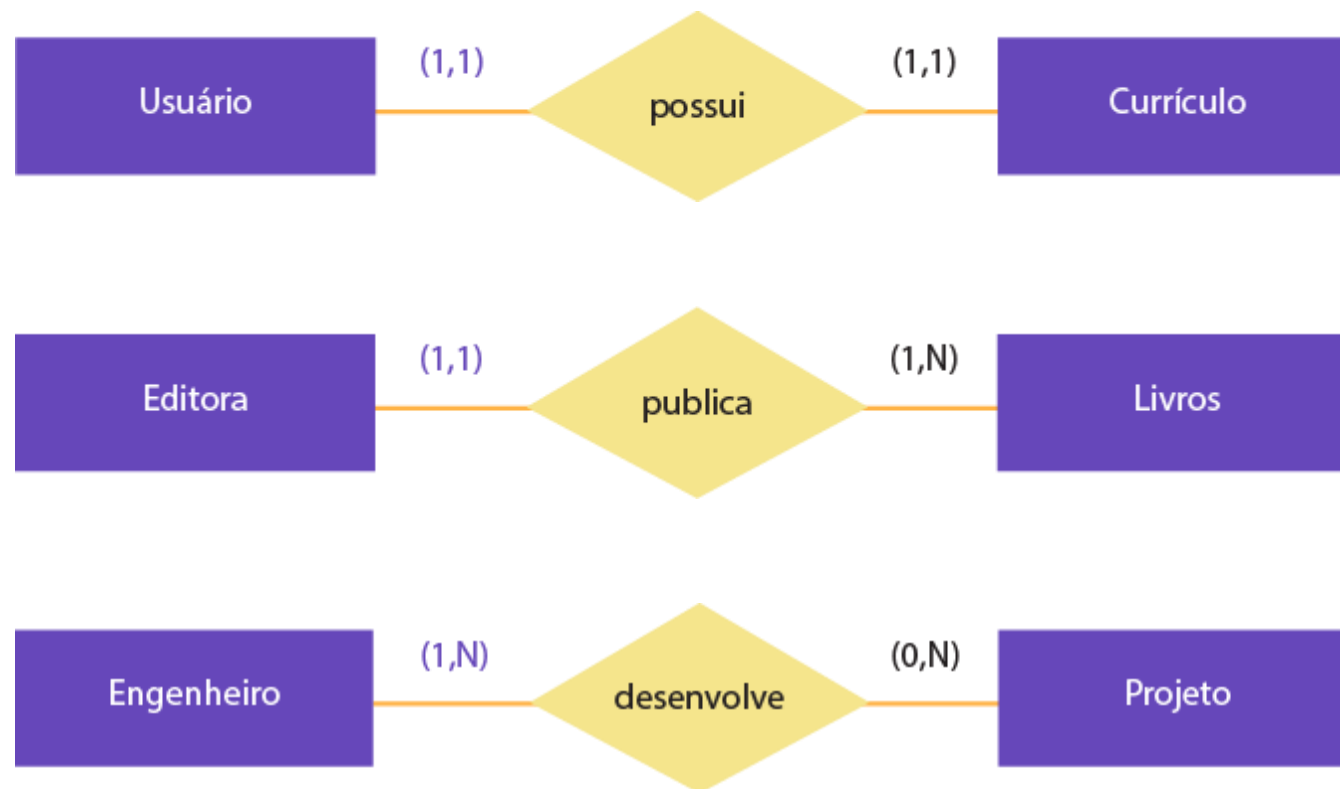 (1,1) (1,1)
Usuário possui Currículo
(1,1) (1,N)
Editora publica Livros
(1,N) (0,N)
Engenheiro desenvolve Projeto